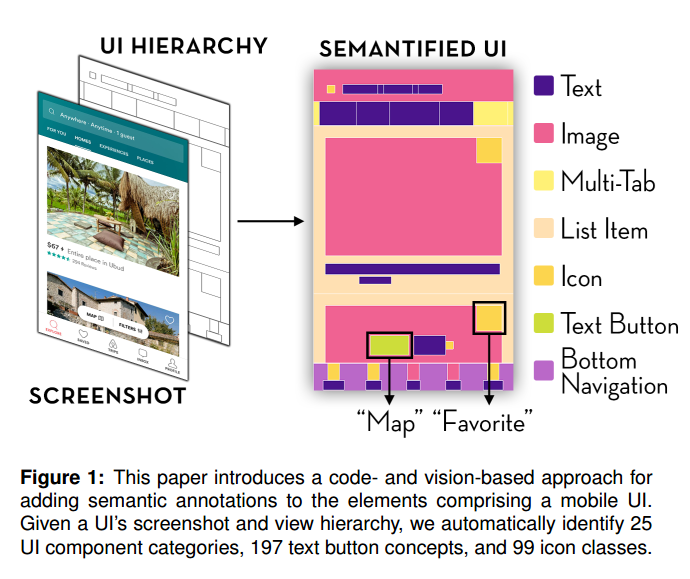 UI HIERARCHY
SEMANTIFIED UI
Anywhere · Anytime · 1 guest
FOR YOU HOMES EXPERIENCES PLACES
$67 Entire place in Ubud
MAP FILTERS
EXPLORE SAVED TRIPS INBOX PROFILE
SCREENSHOT
Text
Image
Multi-Tab
List Item
Icon
Text Button
Bottom
Navigation
“Map” “Favorite”
Figure 1: This paper introduces a code- and vision-based approach for
adding semantic annotations to the elements comprising a mobile UI.
Given a UI's screenshot and view hierarchy, we automatically identify 25
UI component categories, 197 text button concepts, and 99 icon classes.